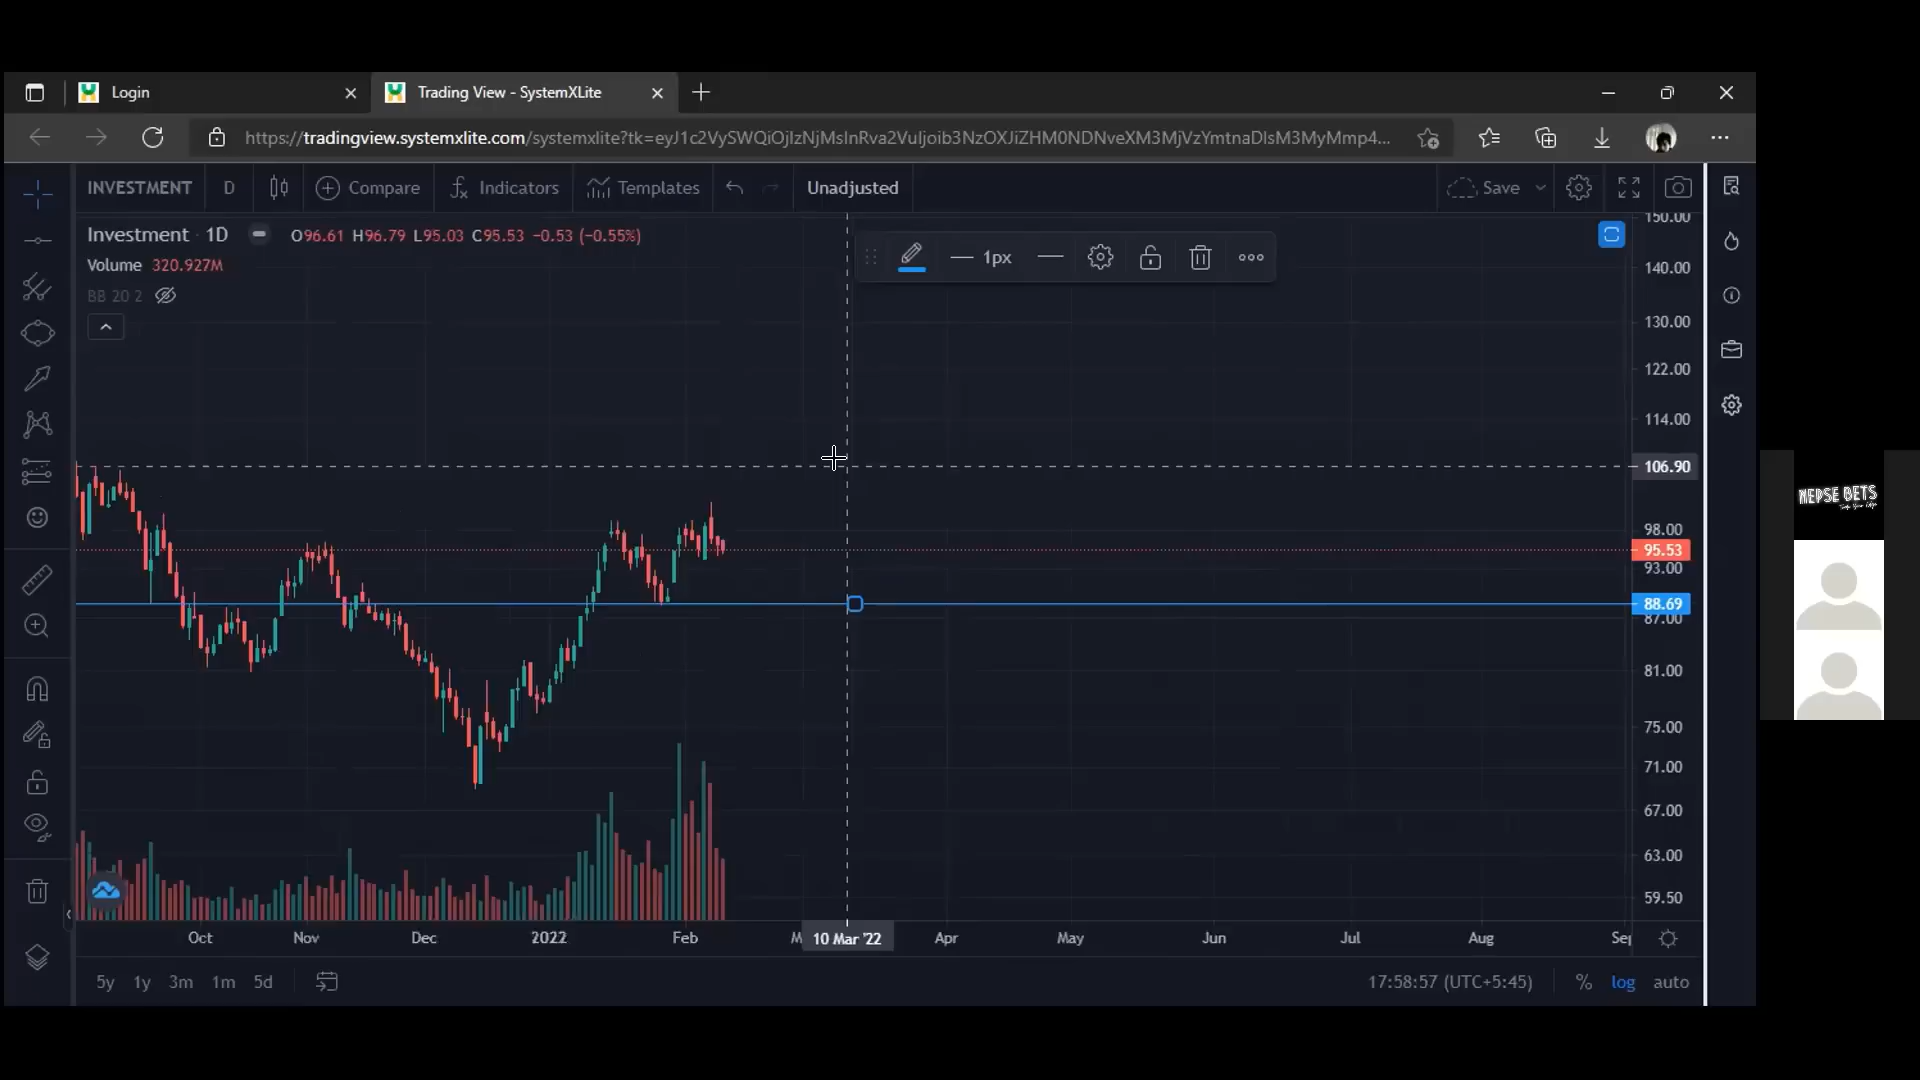 Login
Trading View - SystemXLite
https://tradingview.systemxlite.com/systemxlite?tk=eyJ1c2VySWQiOjIzNjMsInRva2VuIjoib3NzOXJiZHM0NDNveXM3MjVzYmtnaDlsM3MyMmp4...
INVESTMENT D Compare Indicators Templates Unadjusted Save
Investment · 1D O96.61 H96.79 L95.03 C95.53 -0.53 (-0.55%)
Volume 320.927M
BB 20 2
1px
150.00
140.00
130.00
122.00
114.00
106.90
98.00
95.53
93.00
88.69
87.00
81.00
75.00
71.00
67.00
63.00
59.50
NEPSE BETS
Oct Nov Dec 2022 Feb M 10 Mar '22 Apr May Jun Jul Aug Sep
5y 1y 3m 1m 5d 17:58:57 (UTC+5:45) % log auto